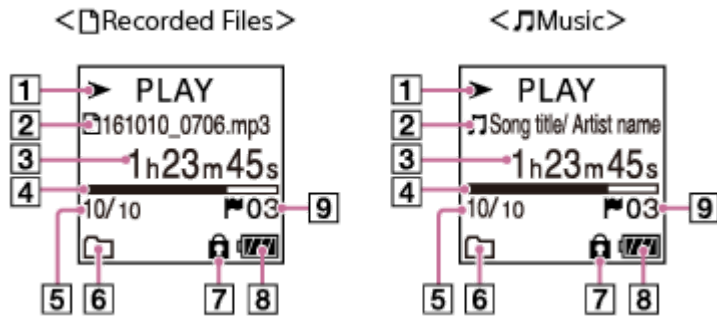 <Recorded Files>
1 PLAY
2 161010_0706.mp3
3 1h23m45s
4
10/10 03 9
5 6 7 8
<Music>
1 PLAY
2 Song title/ Artist name
3 1h23m45s
4
10/10 03 9
5 6 7 8